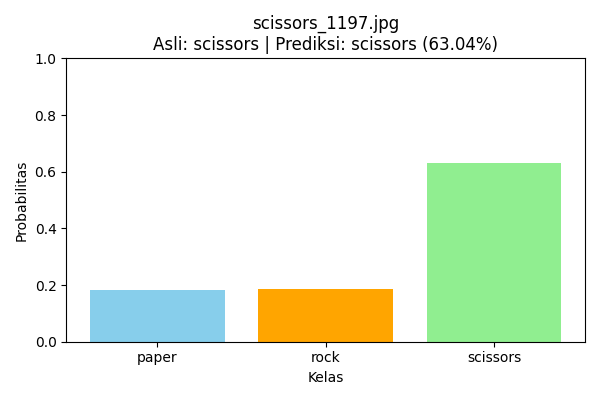 scissors_1197.jpg
Asli: scissors | Prediksi: scissors (63.04%)
1.0
0.8
0.6
0.4
0.2
0.0
Probabilitas
paper rock scissors
Kelas